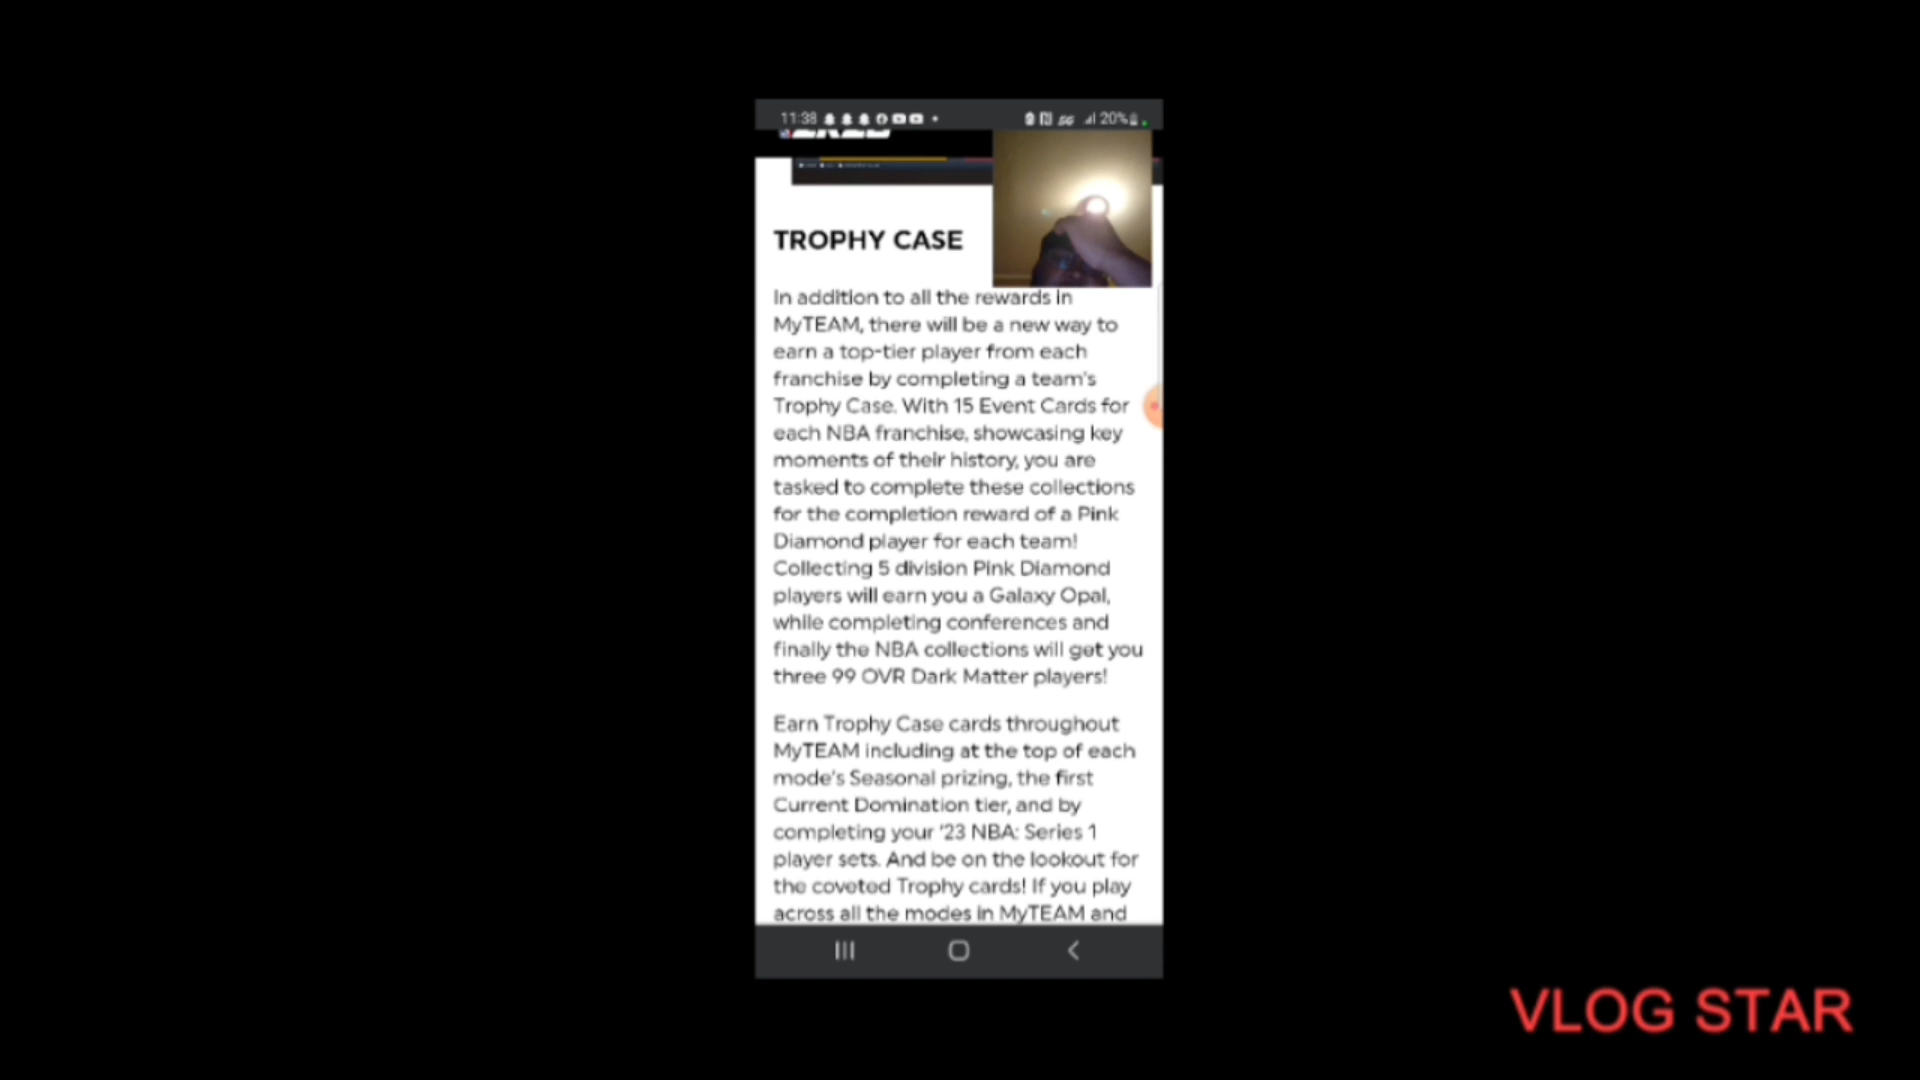 11:38
5G
20%
TROPHY CASE
In addition to all the rewards in
MyTEAM, there will be a new way to
earn a top-tier player from each
franchise by completing a team's
Trophy Case. With 15 Event Cards for
each NBA franchise, showcasing key
moments of their history, you are
tasked to complete these collections
for the completion reward of a Pink
Diamond player for each team!
Collecting 5 division Pink Diamond
players will earn you a Galaxy Opal,
while completing conferences and
finally the NBA collections will get you
three 99 OVR Dark Matter players!
Earn Trophy Case cards throughout
MyTEAM including at the top of each
mode's Seasonal prizing, the first
Current Domination tier, and by
completing your '23 NBA: Series 1
player sets. And be on the lookout for
the coveted Trophy cards! If you play
across all the modes in MyTEAM and
VLOG STAR